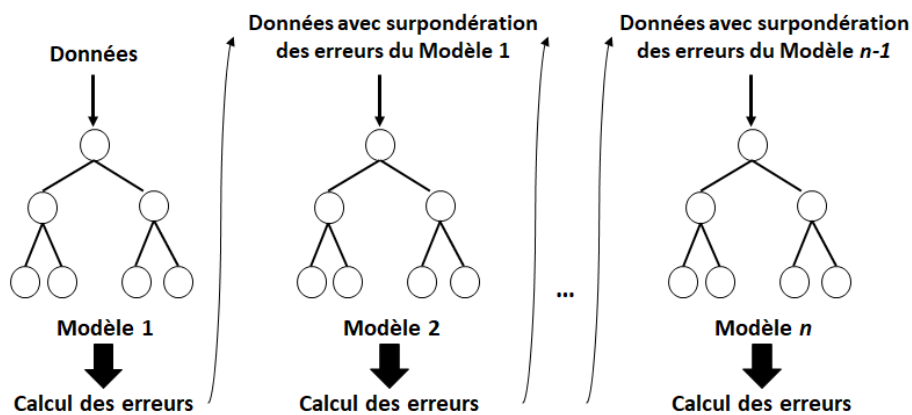 Données
Données avec surpondération
des erreurs du Modèle 1
Données avec surpondération
des erreurs du Modèle n-1
...
Modèle 1
Modèle 2
Modèle n
Calcul des erreurs
Calcul des erreurs
Calcul des erreurs